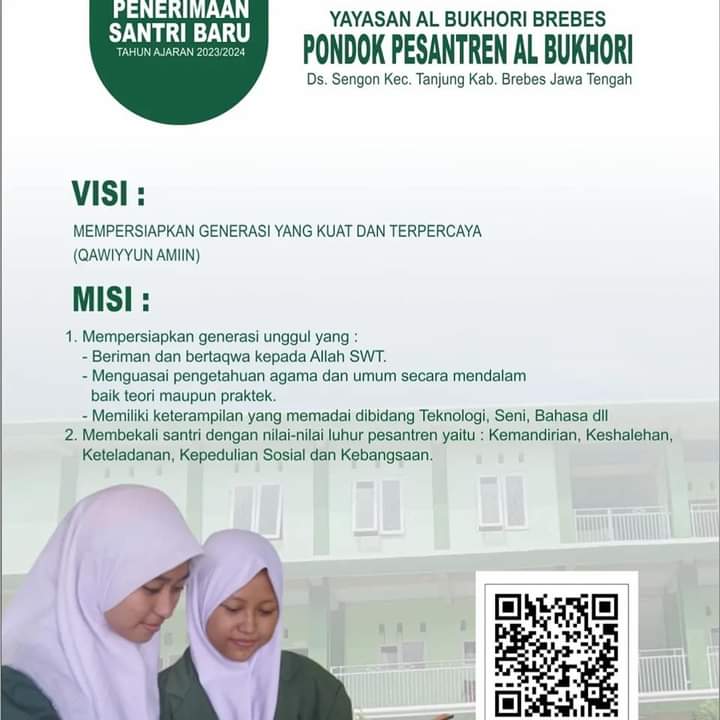 PENERIMAAN
SANTRI BARU
TAHUN AJARAN 2023/2024
YAYASAN AL BUKHORI BREBES
PONDOK PESANTREN AL BUKHORI
Ds. Sengon Kec. Tanjung Kab. Brebes Jawa Tengah
VISI :
MEMPERSIAPKAN GENERASI YANG KUAT DAN TERPERCAYA
(QAWIYYUN AMIIN)
MISI :
1. Mempersiapkan generasi unggul yang :
- Beriman dan bertaqwa kepada Allah SWT.
- Menguasai pengetahuan agama dan umum secara mendalam
baik teori maupun praktek.
- Memiliki keterampilan yang memadai dibidang Teknologi, Seni, Bahasa dll
2. Membekali santri dengan nilai-nilai luhur pesantren yaitu : Kemandirian, Keshalehan,
Keteladanan, Kepedulian Sosial dan Kebangsaan.